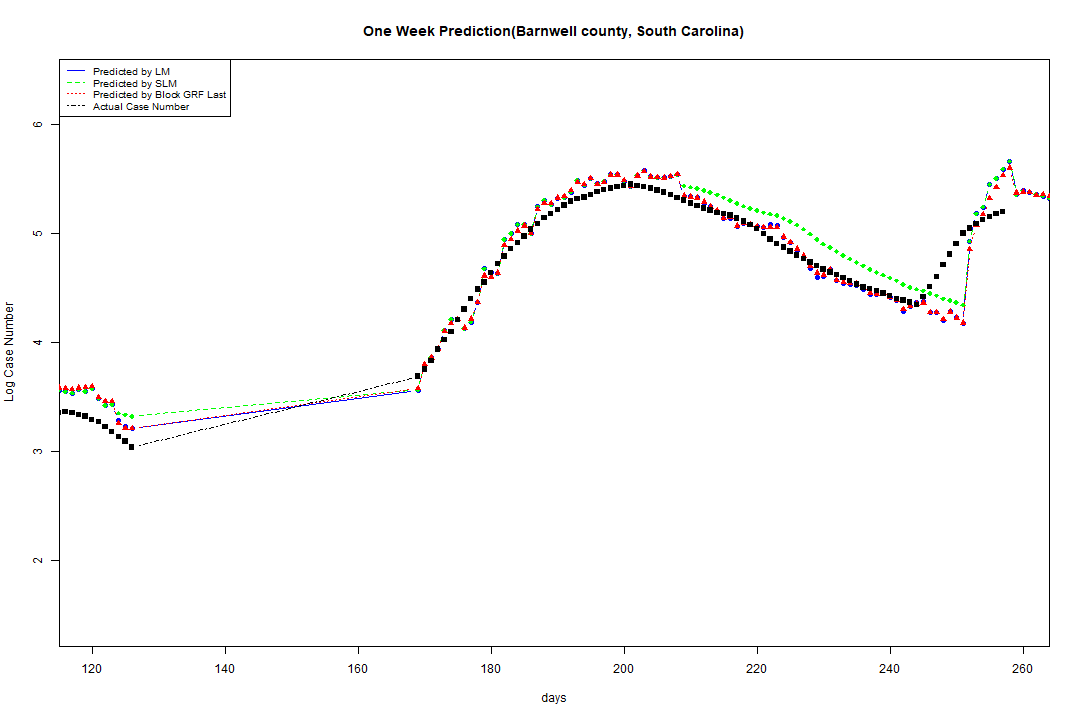 One Week Prediction(Barnwell county, South Carolina)
Predicted by LM
Predicted by SLM
Predicted by Block GRF Last
Actual Case Number
6
5
4
3
2
Log Case Number
120 140 160 180 200 220 240 260
days